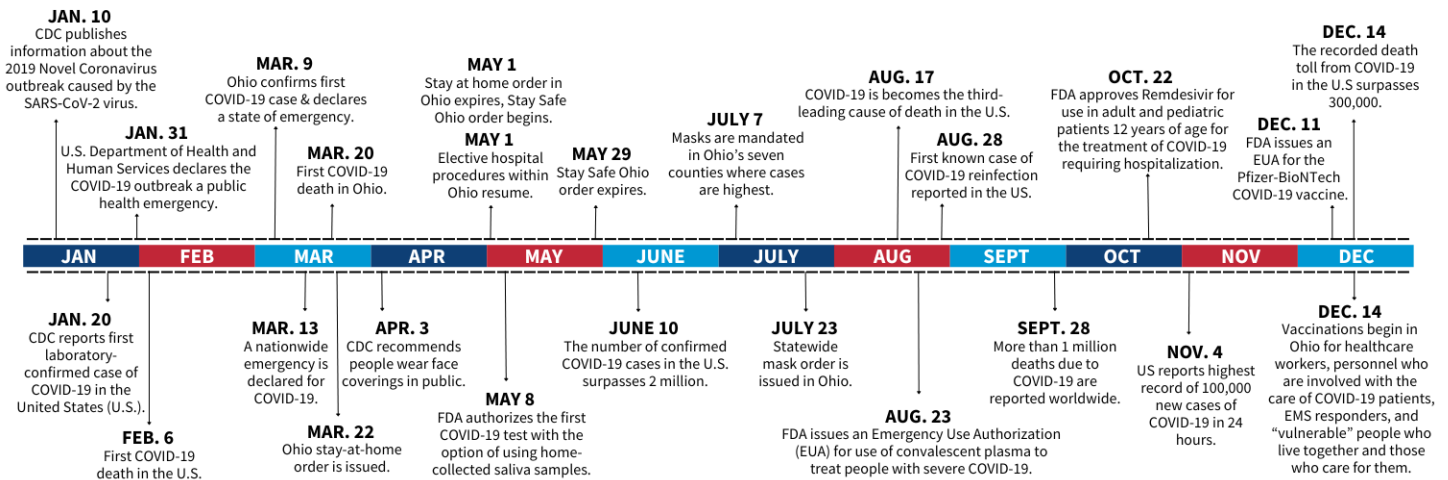 JAN. 10
CDC publishes
information about the
2019 Novel Coronavirus
outbreak caused by the
SARS-CoV-2 virus.
JAN. 31
U.S. Department of Health and
Human Services declares the
COVID-19 outbreak a public
health emergency.
MAR. 9
Ohio confirms first
COVID-19 case & declares
a state of emergency.
MAR. 20
First COVID-19
death in Ohio.
MAY 1
Stay at home order in
Ohio expires, Stay Safe
Ohio order begins.
MAY 1
Elective hospital
procedures within
Ohio resume.
MAY 29
Stay Safe Ohio
order expires.
JULY 7
Masks are mandated
in Ohio's seven
counties where cases
are highest.
AUG. 17
COVID-19 is becomes the third-
leading cause of death in the U.S.
AUG. 28
First known case of
COVID-19 reinfection
reported in the US.
OCT. 22
FDA approves Remdesivir for
use in adult and pediatric
patients 12 years of age for
the treatment of COVID-19
requiring hospitalization.
DEC. 11
FDA issues an
EUA for the
Pfizer-BioNTech
COVID-19 vaccine.
DEC. 14
The recorded death
toll from COVID-19
in the U.S surpasses
300,000.
JAN FEB MAR APR MAY JUNE JULY AUG SEPT OCT NOV DEC
JAN. 20
CDC reports first
laboratory-
confirmed case of
COVID-19 in the
United States (U.S.).
FEB. 6
First COVID-19
death in the U.S.
MAR. 13
A nationwide
emergency is
declared for
COVID-19.
MAR. 22
Ohio stay-at-home
order is issued.
APR. 3
CDC recommends
people wear face
coverings in public.
MAY 8
FDA authorizes the first
COVID-19 test with the
option of using home-
collected saliva samples.
JUNE 10
The number of confirmed
COVID-19 cases in the U.S.
surpasses 2 million.
JULY 23
Statewide
mask order is
issued in Ohio.
AUG. 23
FDA issues an Emergency Use Authorization
(EUA) for use of convalescent plasma to
treat people with severe COVID-19.
SEPT. 28
More than 1 million
deaths due to
COVID-19 are
reported worldwide.
NOV. 4
US reports highest
record of 100,000
new cases of
COVID-19 in 24
hours.
DEC. 14
Vaccinations begin in
Ohio for healthcare
workers, personnel who
are involved with the
care of COVID-19 patients,
EMS responders, and
“vulnerable” people who
live together and those
who care for them.